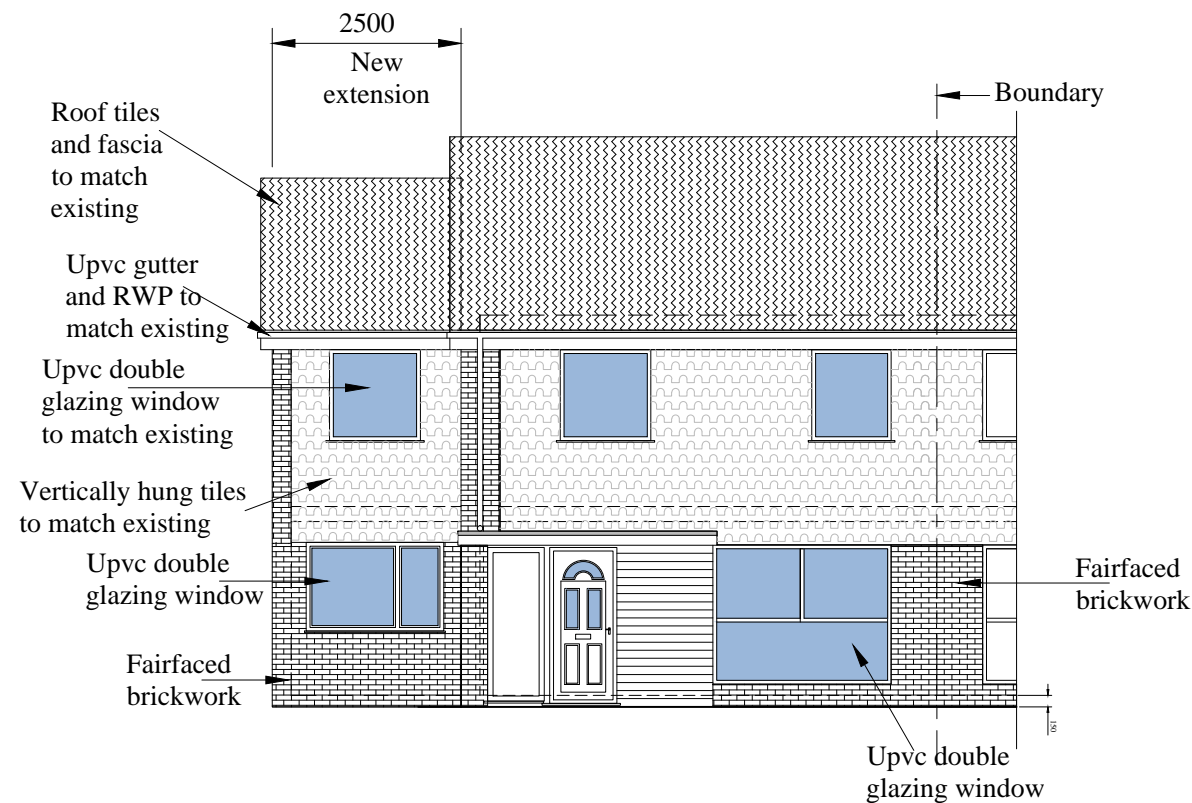 2500
New
extension
Boundary
Roof tiles
and fascia
to match
existing
Upvc gutter
and RWP to
match existing
Upvc double
glazing window
to match existing
Vertically hung tiles
to match existing
Upvc double
glazing window
Fairfaced
brickwork
Fairfaced
brickwork
150
Upvc double
glazing window